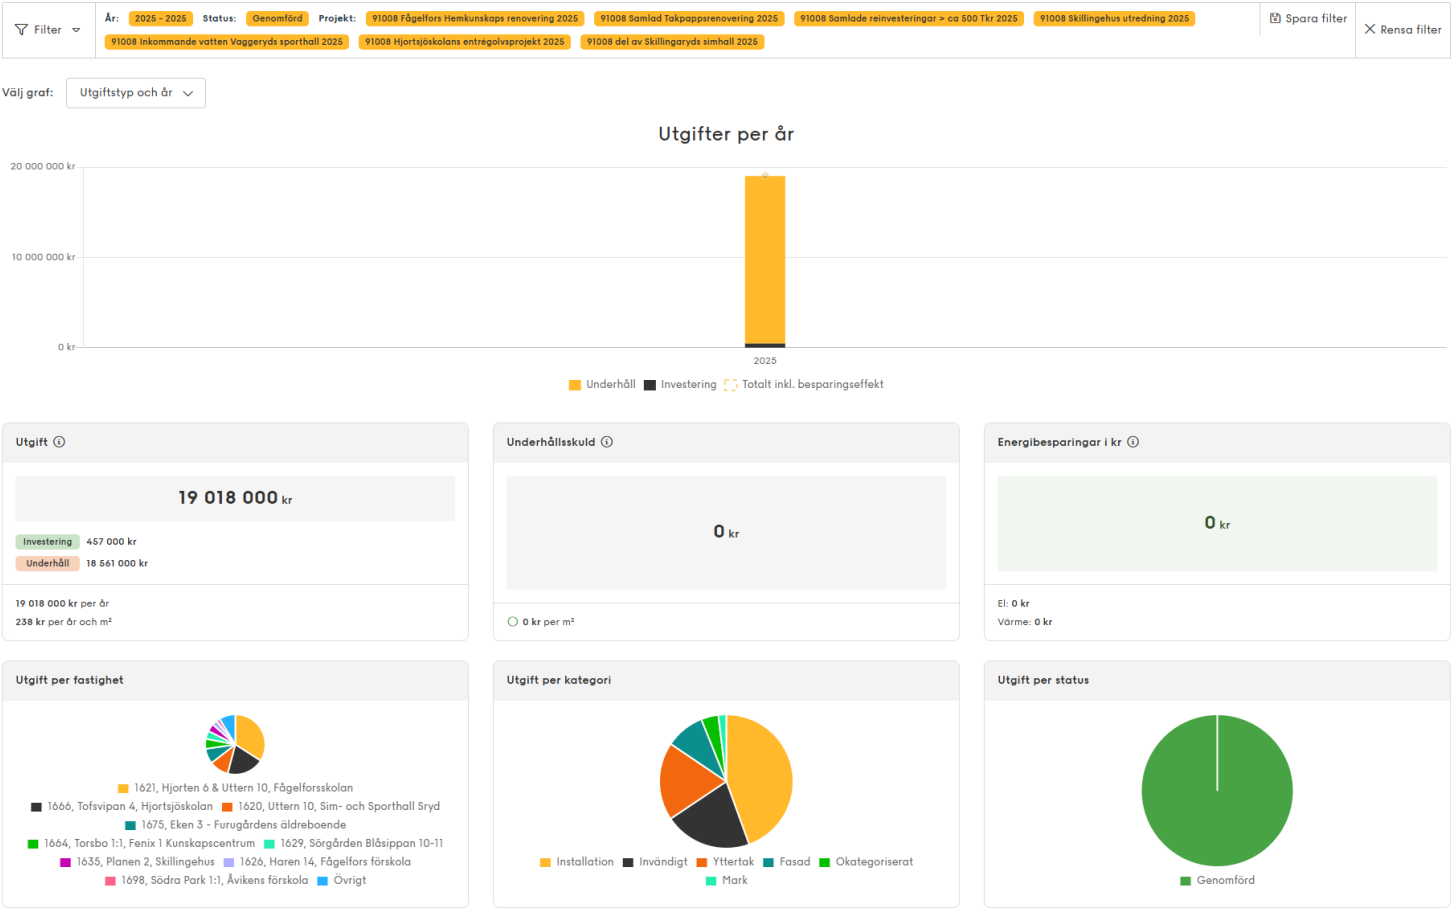 Filter
År: 2025 - 2025 Status: Genomförd Projekt: 91008 Fågelfors Hemkunskaps renovering 2025 91008 Samlad Takpappsrenovering 2025 91008 Samlade reinvesteringar > ca 500 Tkr 2025 91008 Skillingehus utredning 2025
91008 Inkommande vatten Vaggeryds sporthall 2025 91008 Hjortsjöskolans entrégolvsprojekt 2025 91008 del av Skillingaryds simhall 2025
Spara filter
Rensa filter
Välj graf: Utgiftstyp och år
Utgifter per år
20 000 000 kr
10 000 000 kr
0 kr
2025
Underhåll Investering Totalt inkl. besparingseffekt
Utgift
19 018 000 kr
Investering 457 000 kr
Underhåll 18 561 000 kr
19 018 000 kr per år
238 kr per år och m²
Underhållsskuld
0 kr
0 kr per m²
Energibesparingar i kr
0 kr
El: 0 kr
Värme: 0 kr
Utgift per fastighet
1621, Hjorten 6 & Uttern 10, Fågelforsskolan
1666, Tofsvipan 4, Hjortsjöskolan 1620, Uttern 10, Sim- och Sporthall Sryd
1675, Eken 3 - Furugårdens äldreboende
1664, Torsbo 1:1, Fenix 1 Kunskapscentrum 1629, Sörgården Blåsippan 10-11
1635, Planen 2, Skillingehus 1626, Haren 14, Fågelfors förskola
1698, Södra Park 1:1, Åvikens förskola Övrigt
Utgift per kategori
Installation Invändigt Yttertak Fasad Okategoriserat
Mark
Utgift per status
Genomförd